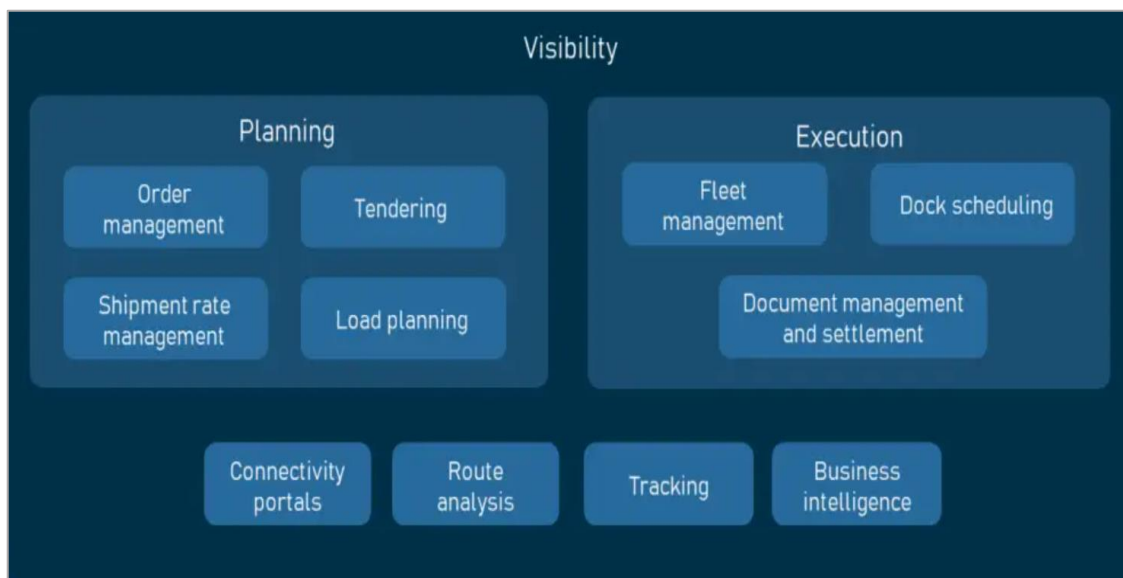 Visibility
Planning
Order
management
Tendering
Shipment rate
management
Load planning
Execution
Fleet
management
Dock scheduling
Document management
and settlement
Connectivity
portals
Route
analysis
Tracking
Business
intelligence